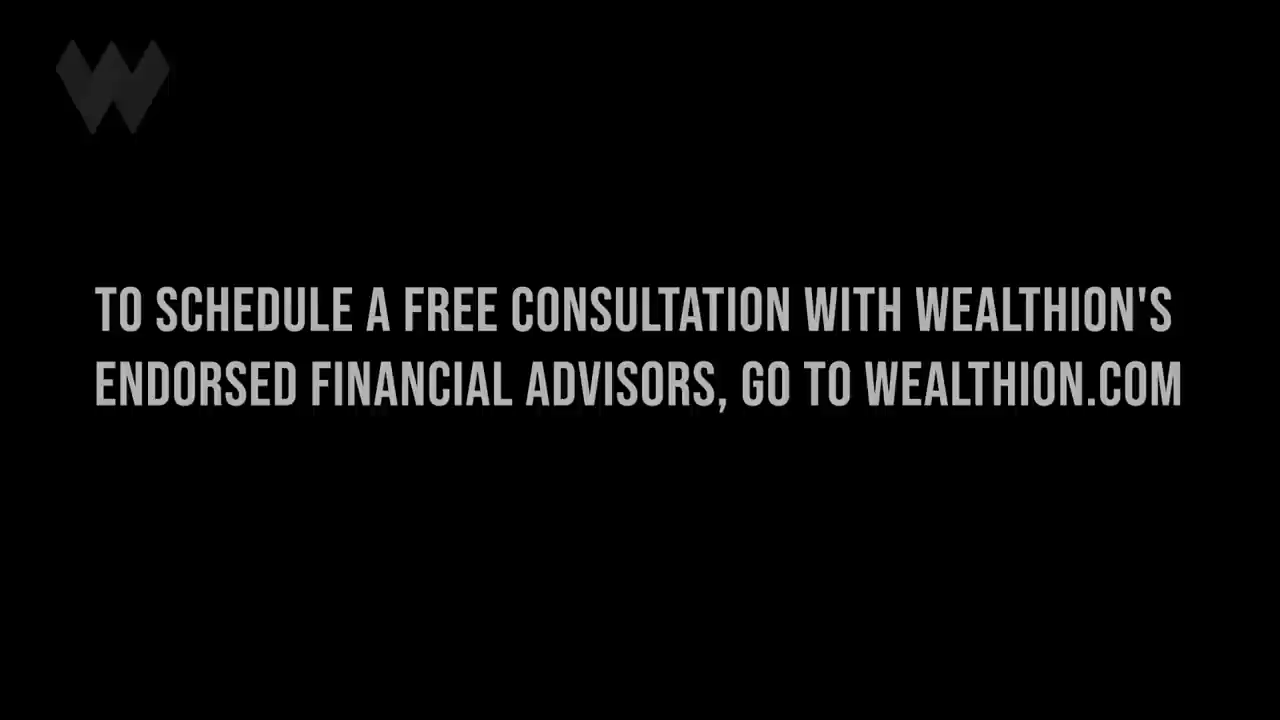 TO SCHEDULE A FREE CONSULTATION WITH WEALTHION'S
ENDORSED FINANCIAL ADVISORS, GO TO WEALTHION.COM